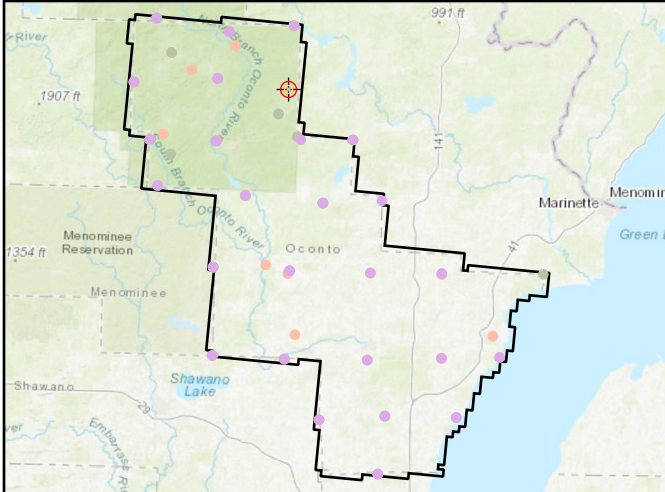 991 ft
River
North Branch Oconto River
1907 ft
141
South Branch Oconto River
Marinette
Menomin
Menominee
Reservation
Oconto
41
Green
1354 ft
Menominee
Shawano
Lake
Shawano
29
Embarrass River
ver